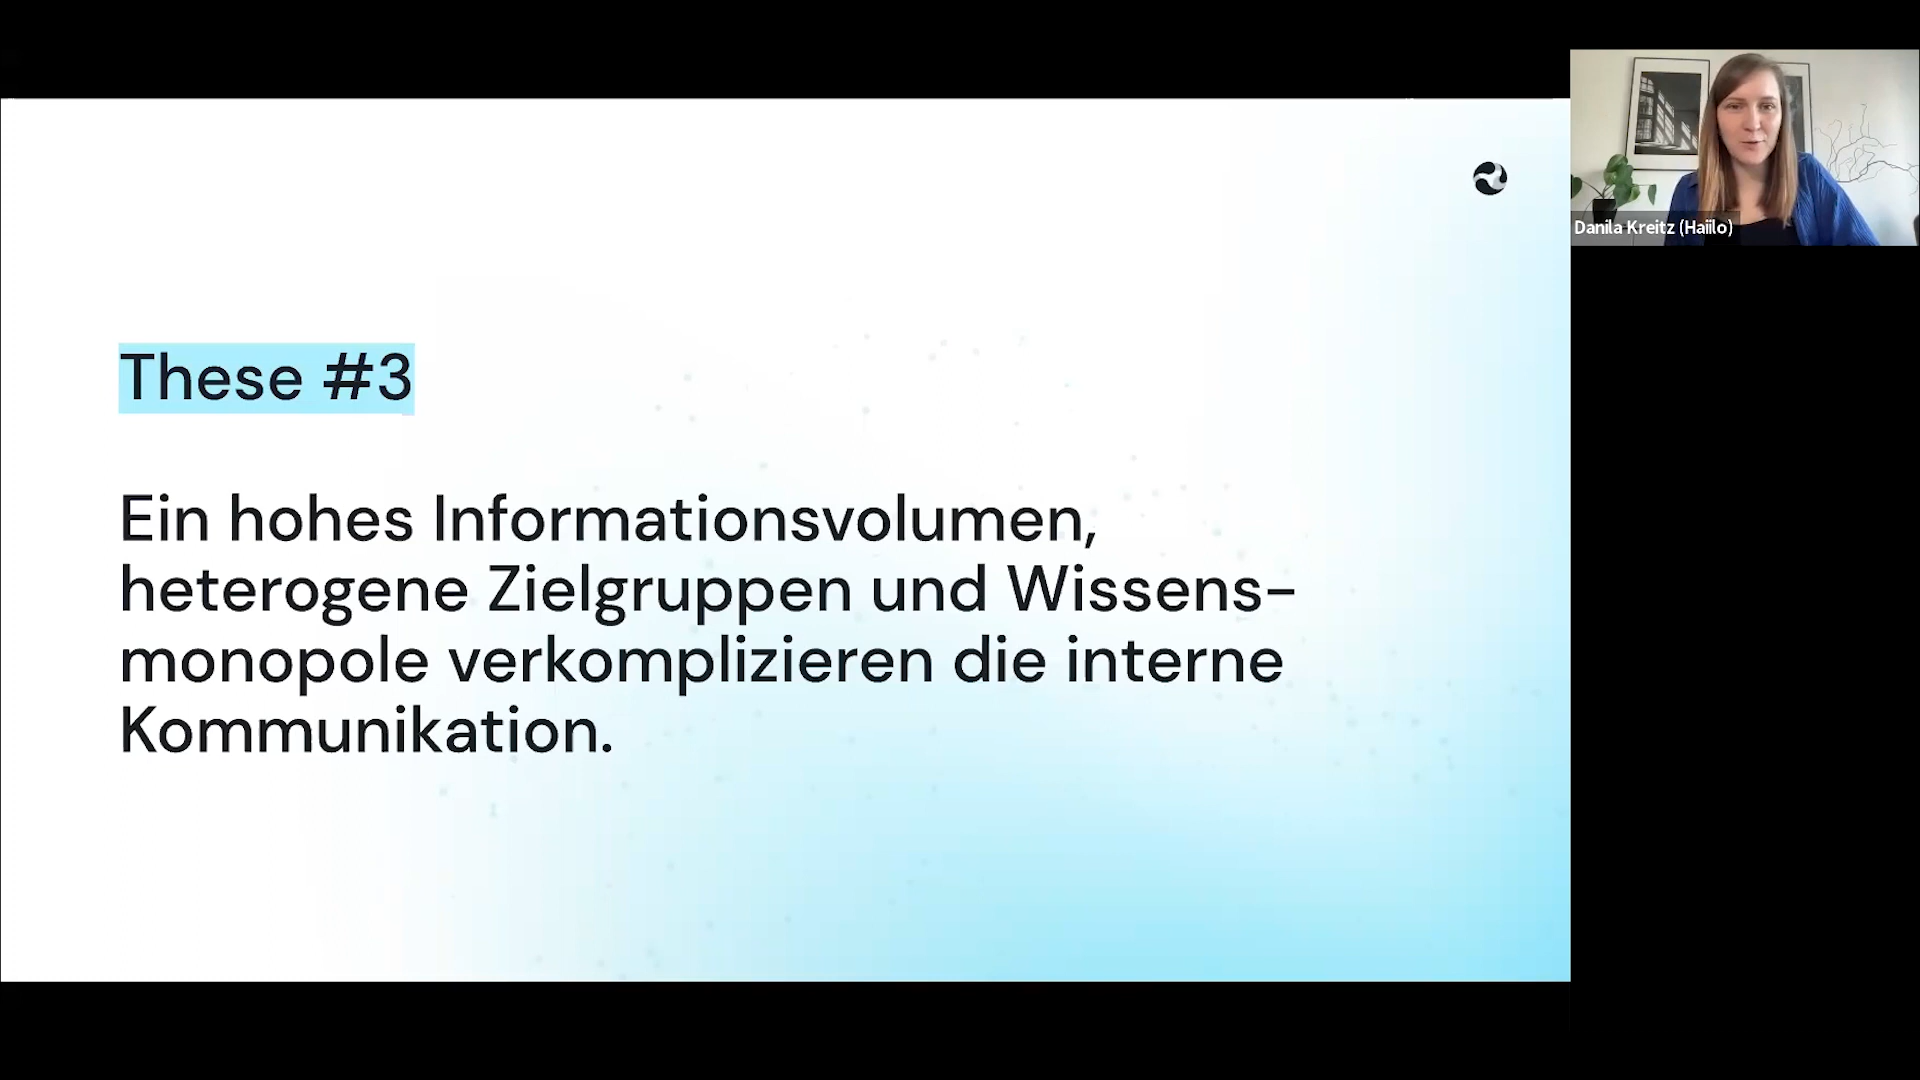 These #3
Ein hohes Informationsvolumen,
heterogene Zielgruppen und Wissens-
monopole verkomplizieren die interne
Kommunikation.
Danila Kreitz (Haiilo)